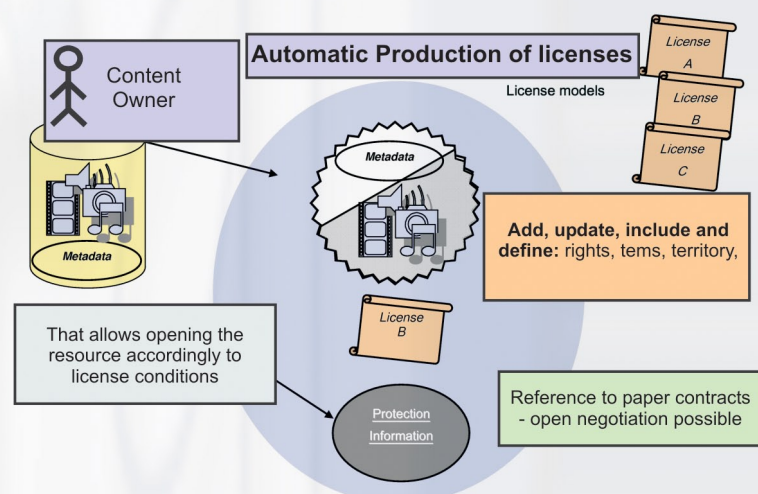 Automatic Production of licenses
Content
Owner
License models
License
A
License
B
License
C
Metadata
Metadata
Add, update, include and
define: rights, tems, territory,
License
B
That allows opening the
resource accordingly to
license conditions
Protection
Information
Reference to paper contracts
- open negotiation possible